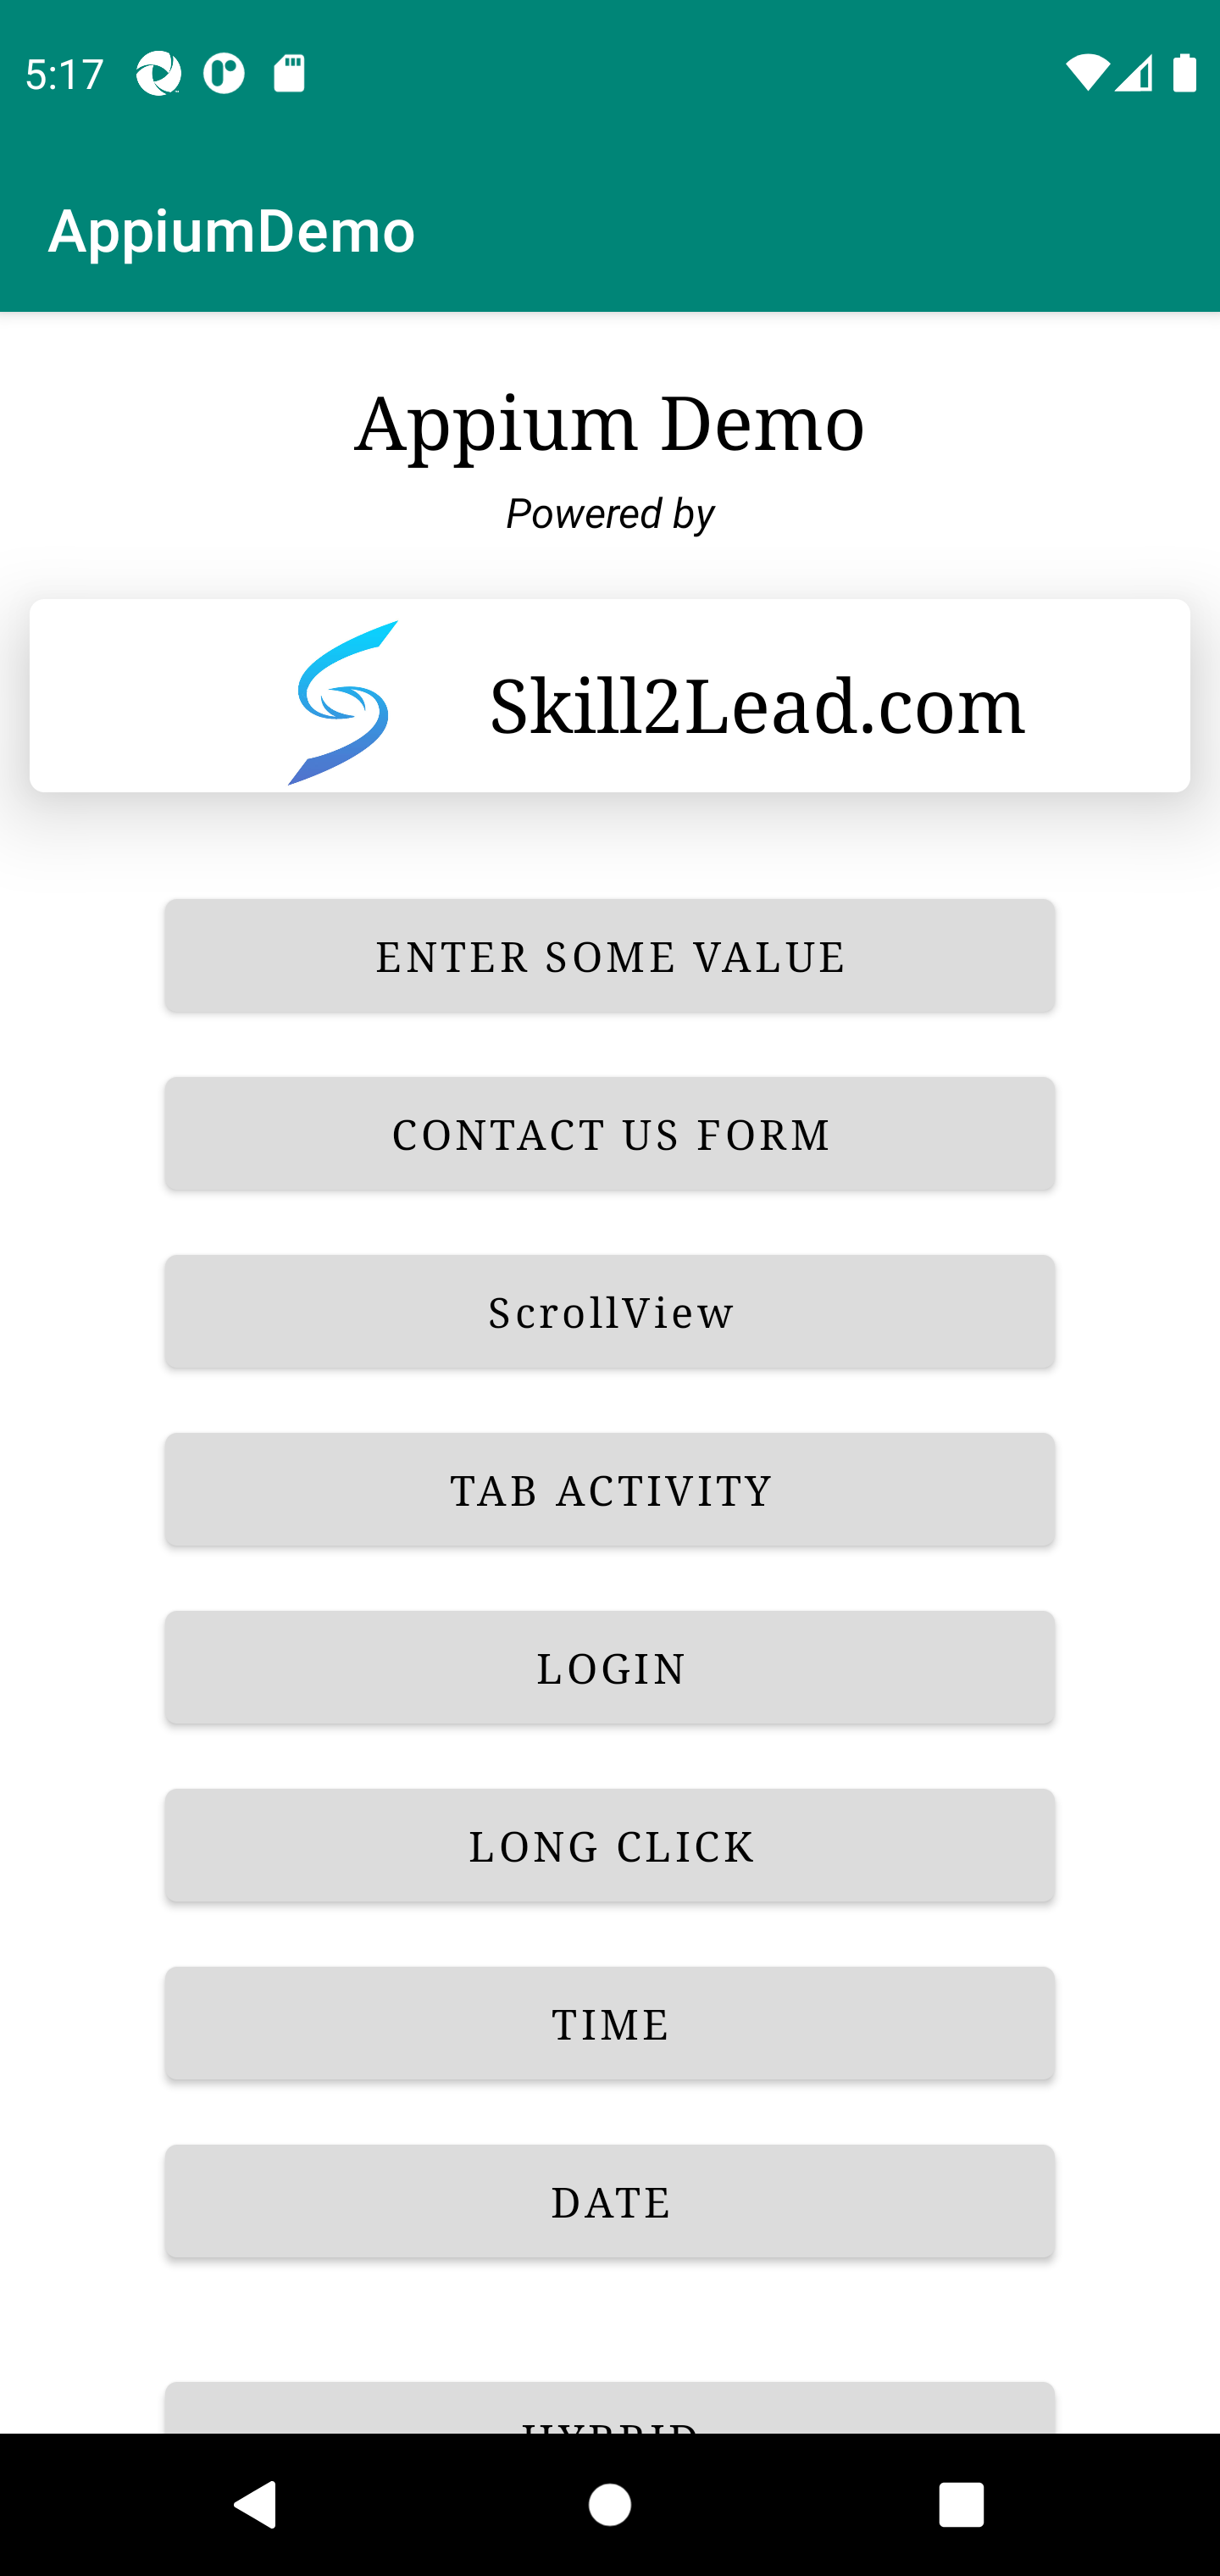 5:17
AppiumDemo
Appium Demo
Powered by
Skill2Lead.com
ENTER SOME VALUE
CONTACT US FORM
ScrollView
TAB ACTIVITY
LOGIN
LONG CLICK
TIME
DATE
HYBRID